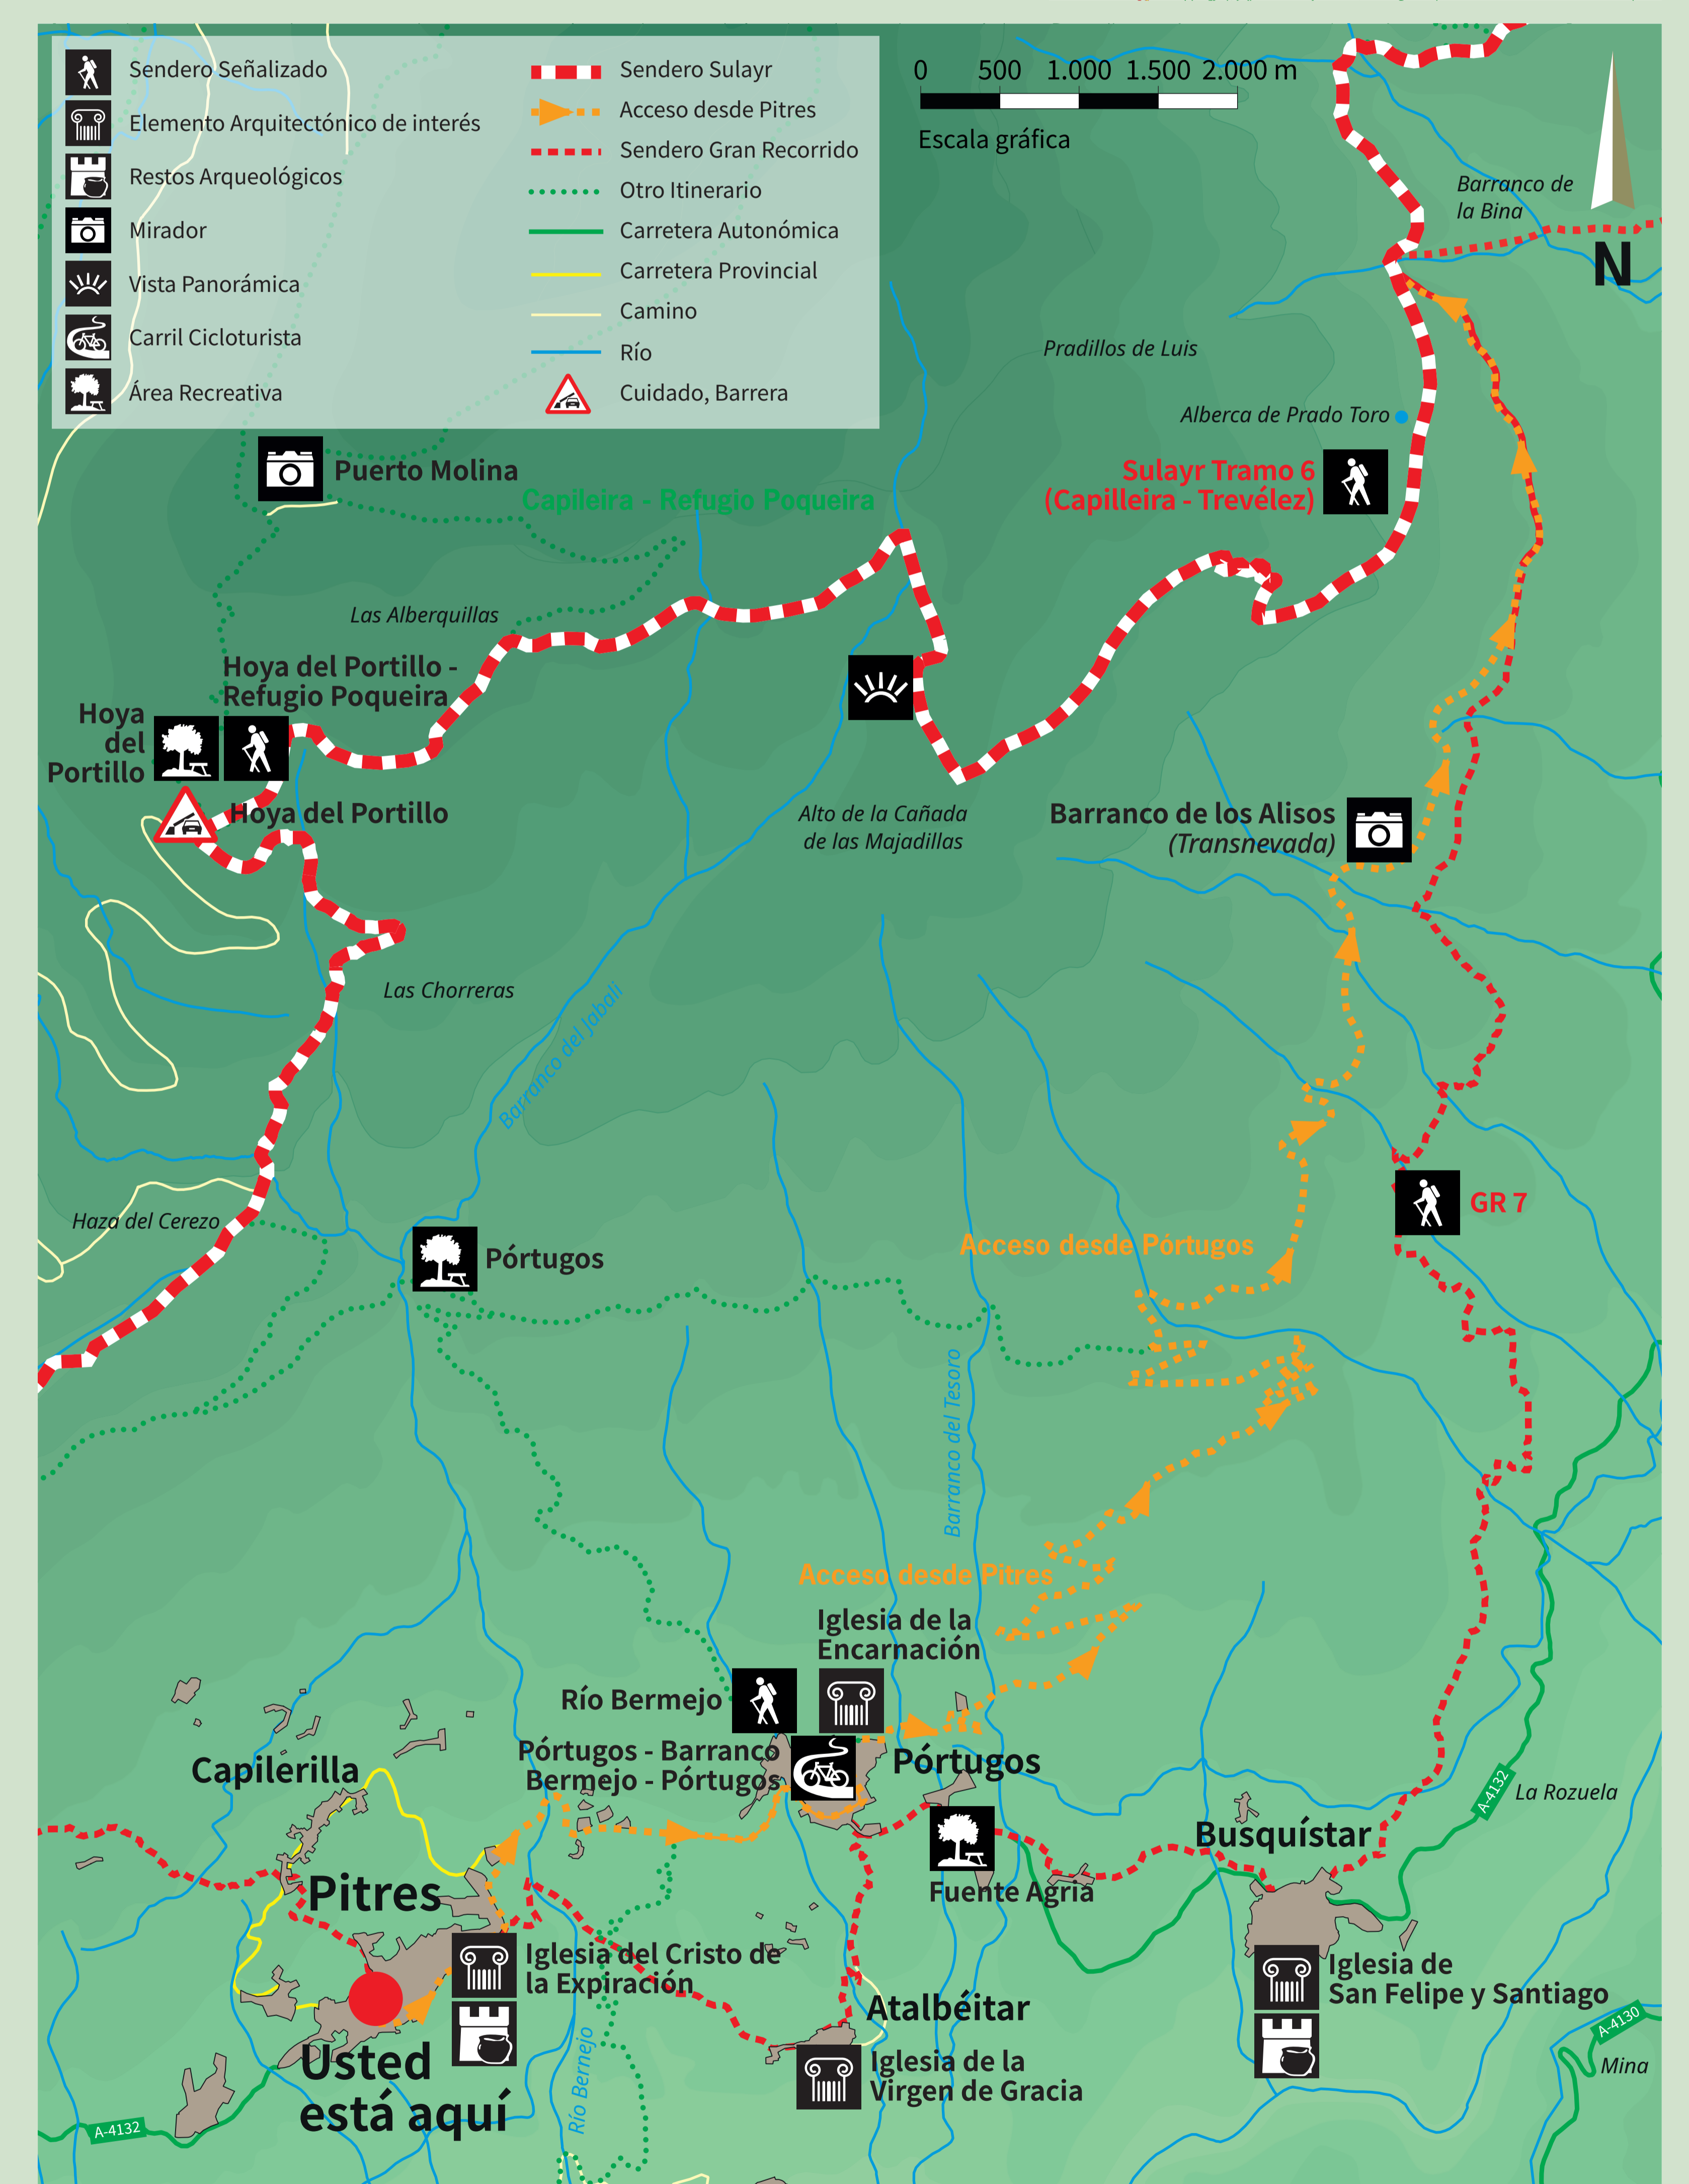 Sendero Señalizado
Elemento Arquitectónico de interés
Restos Arqueológicos
Mirador
Vista Panorámica
Carril Cicloturista
Área Recreativa
Sendero Sulayr
Acceso desde Pitres
Sendero Gran Recorrido
Otro Itinerario
Carretera Autonómica
Carretera Provincial
Camino
Río
Cuidado, Barrera
0 500 1.000 1.500 2.000 m
Escala gráfica
Barranco de
la Bina
N
Pradillos de Luis
Alberca de Prado Toro
Sulayr Tramo 6
(Capilleira - Trevélez)
Puerto Molina
Capileira - Refugio Poqueira
Las Alberquillas
Hoya del Portillo -
Refugio Poqueira
Hoya
del
Portillo
Hoya del Portillo
Alto de la Cañada
de las Majadillas
Barranco de los Alisos
(Transnevada)
Las Chorreras
Barranco del Jabali
Haza del Cerezo
Pórtugos
GR 7
Acceso desde Pórtugos
Barranco del Tesoro
Acceso desde Pitres
Iglesia de la
Encarnación
Río Bermejo
Pórtugos - Barranco
Bermejo - Pórtugos
Pórtugos
Capilerilla
A-4132
La Rozuela
Busquístar
Fuente Agria
Pitres
Iglesia del Cristo de
la Expiración
Iglesia de
San Felipe y Santiago
Atalbéitar
Iglesia de la
Virgen de Gracia
Usted
está aquí
Río Bernejo
A-4132
A-4130
Mina